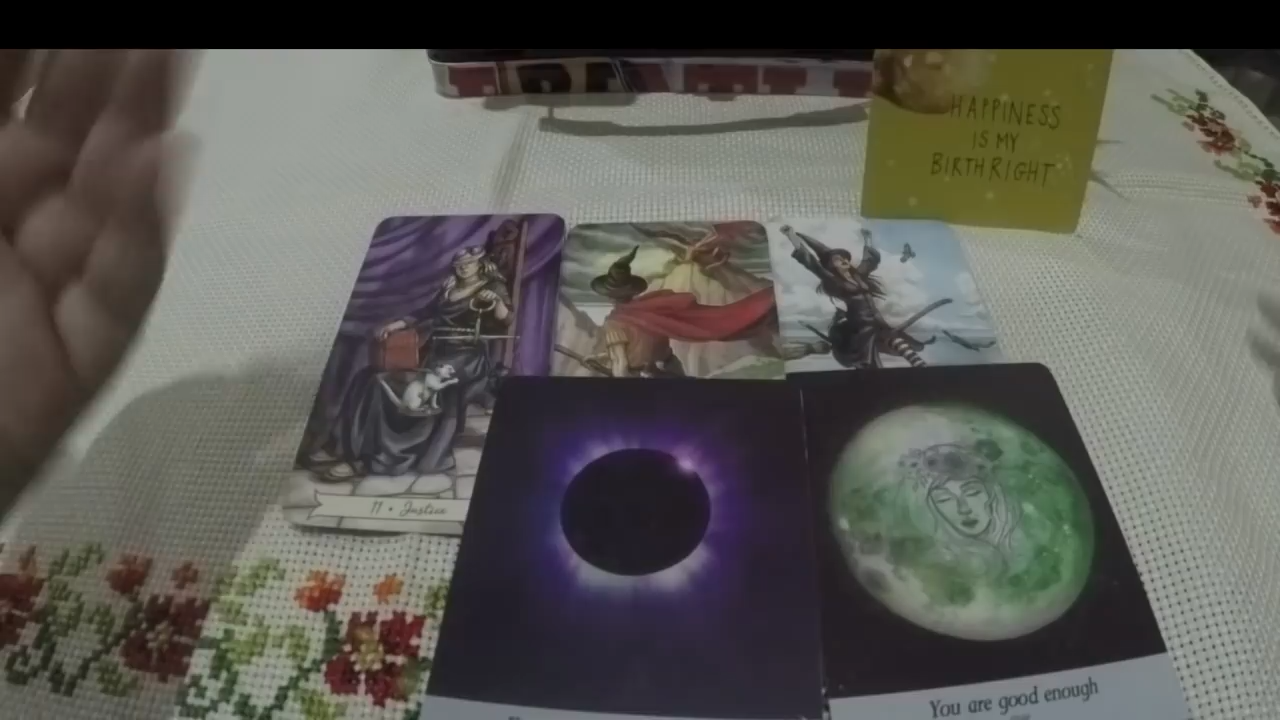 HAPPINESS
IS MY
BIRTHRIGHT
11 • Justice
You are good enough